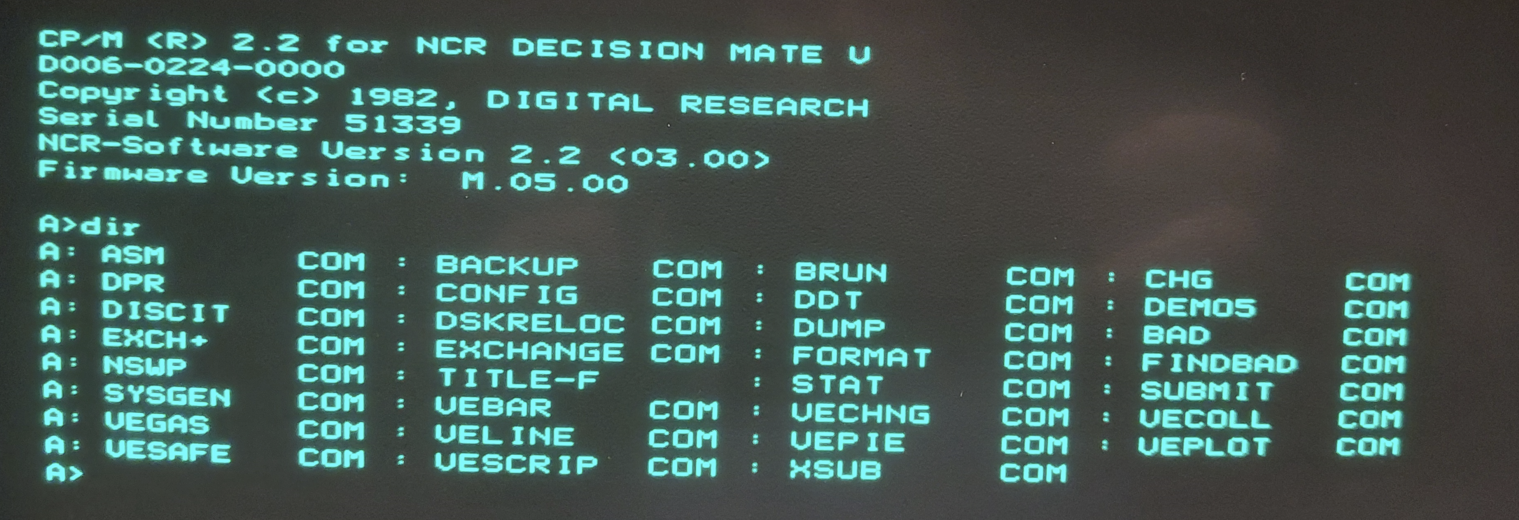 CP/M <R> 2.2 for NCR DECISION MATE V
D006-0224-0000
Copyright <c> 1982, DIGITAL RESEARCH
Serial Number 51339
NCR-Software Version 2.2 <03.00>
Firmware Version: M.05.00
A>dir
A: ASM COM : BACKUP COM : BRUN COM : CHG COM
A: DPR COM : CONFIG COM : DDT COM : DEMO5 COM
A: DISCIT COM : DSKRELOC COM : DUMP COM : BAD COM
A: EXCH+ COM : EXCHANGE COM : FORMAT COM : FINDBAD COM
A: NSWP COM : TITLE-F : STAT COM : SUBMIT COM
A: SYSGEN COM : VEBAR COM : VECHNG COM : VECOLL COM
A: VEGAS COM : VELINE COM : VEPIE COM : VEPLOT COM
A: VESAFE COM : VESCRIP COM : XSUB COM
A>